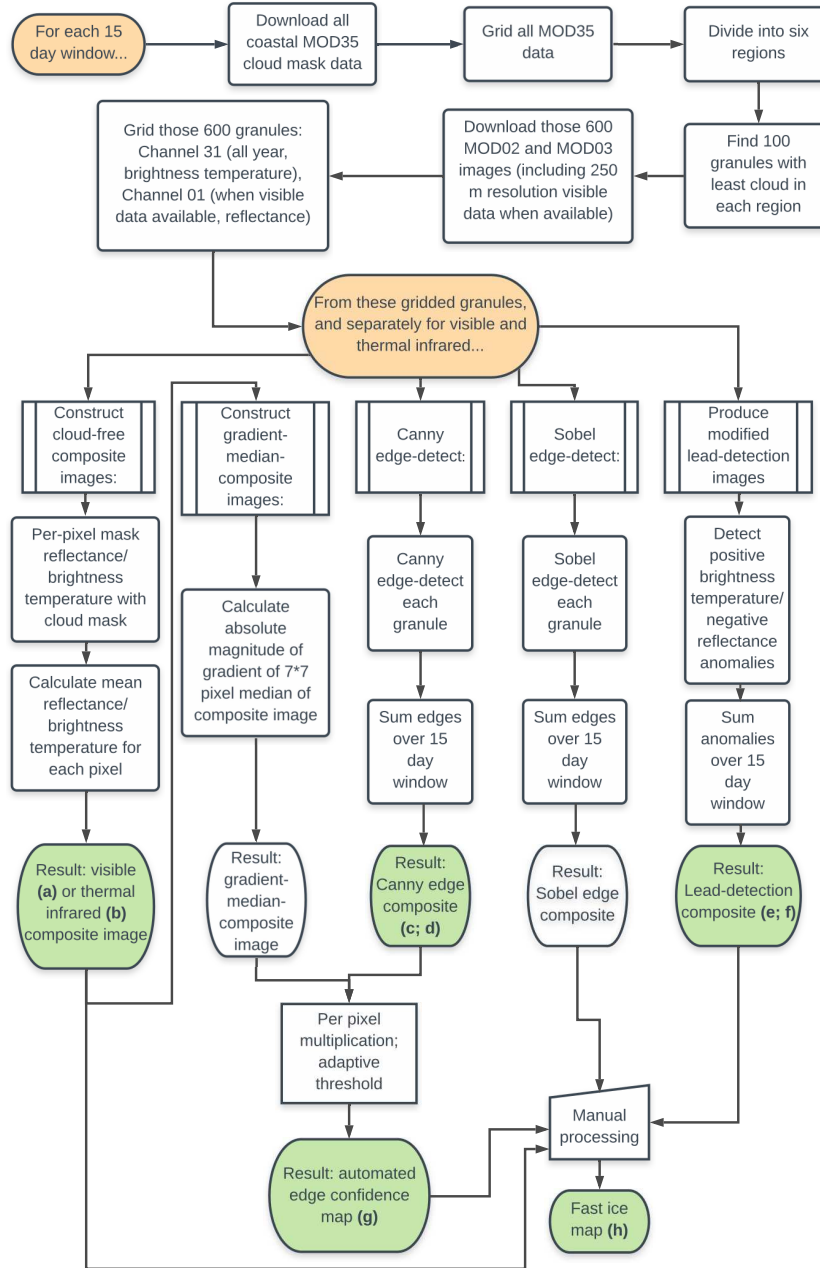 For each 15
day window...
Download all
coastal MOD35
cloud mask data
Grid all MOD35
data
Divide into six
regions
Grid those 600 granules:
Channel 31 (all year,
brightness temperature),
Channel 01 (when visible
data available, reflectance)
Download those 600
MOD02 and MOD03
images (including 250
m resolution visible
data when available)
Find 100
granules with
least cloud in
each region
From these gridded granules,
and separately for visible and
thermal infrared...
Construct
cloud-free
composite
images:
Construct
gradient-
median-
composite
images:
Canny
edge-detect:
Sobel
edge-detect:
Produce
modified
lead-detection
images
Per-pixel mask
reflectance/
brightness
temperature with
cloud mask
Calculate
absolute
magnitude of
gradient of 7*7
pixel median of
composite image
Canny
edge-detect
each
granule
Sobel
edge-detect
each
granule
Detect
positive
brightness
temperature/
negative
reflectance
anomalies
Calculate mean
reflectance/
brightness
temperature for
each pixel
Sum edges
over 15
day
window
Sum edges
over 15
day
window
Sum
anomalies
over 15
day
window
Result: visible
(a) or thermal
infrared (b)
composite image
Result:
gradient-
median-
composite
image
Result:
Canny edge
composite
(c; d)
Result:
Sobel edge
composite
Result:
Lead-detection
composite (e; f)
Per pixel
multiplication;
adaptive
threshold
Manual
processing
Result: automated
edge confidence
map (g)
Fast ice
map (h)